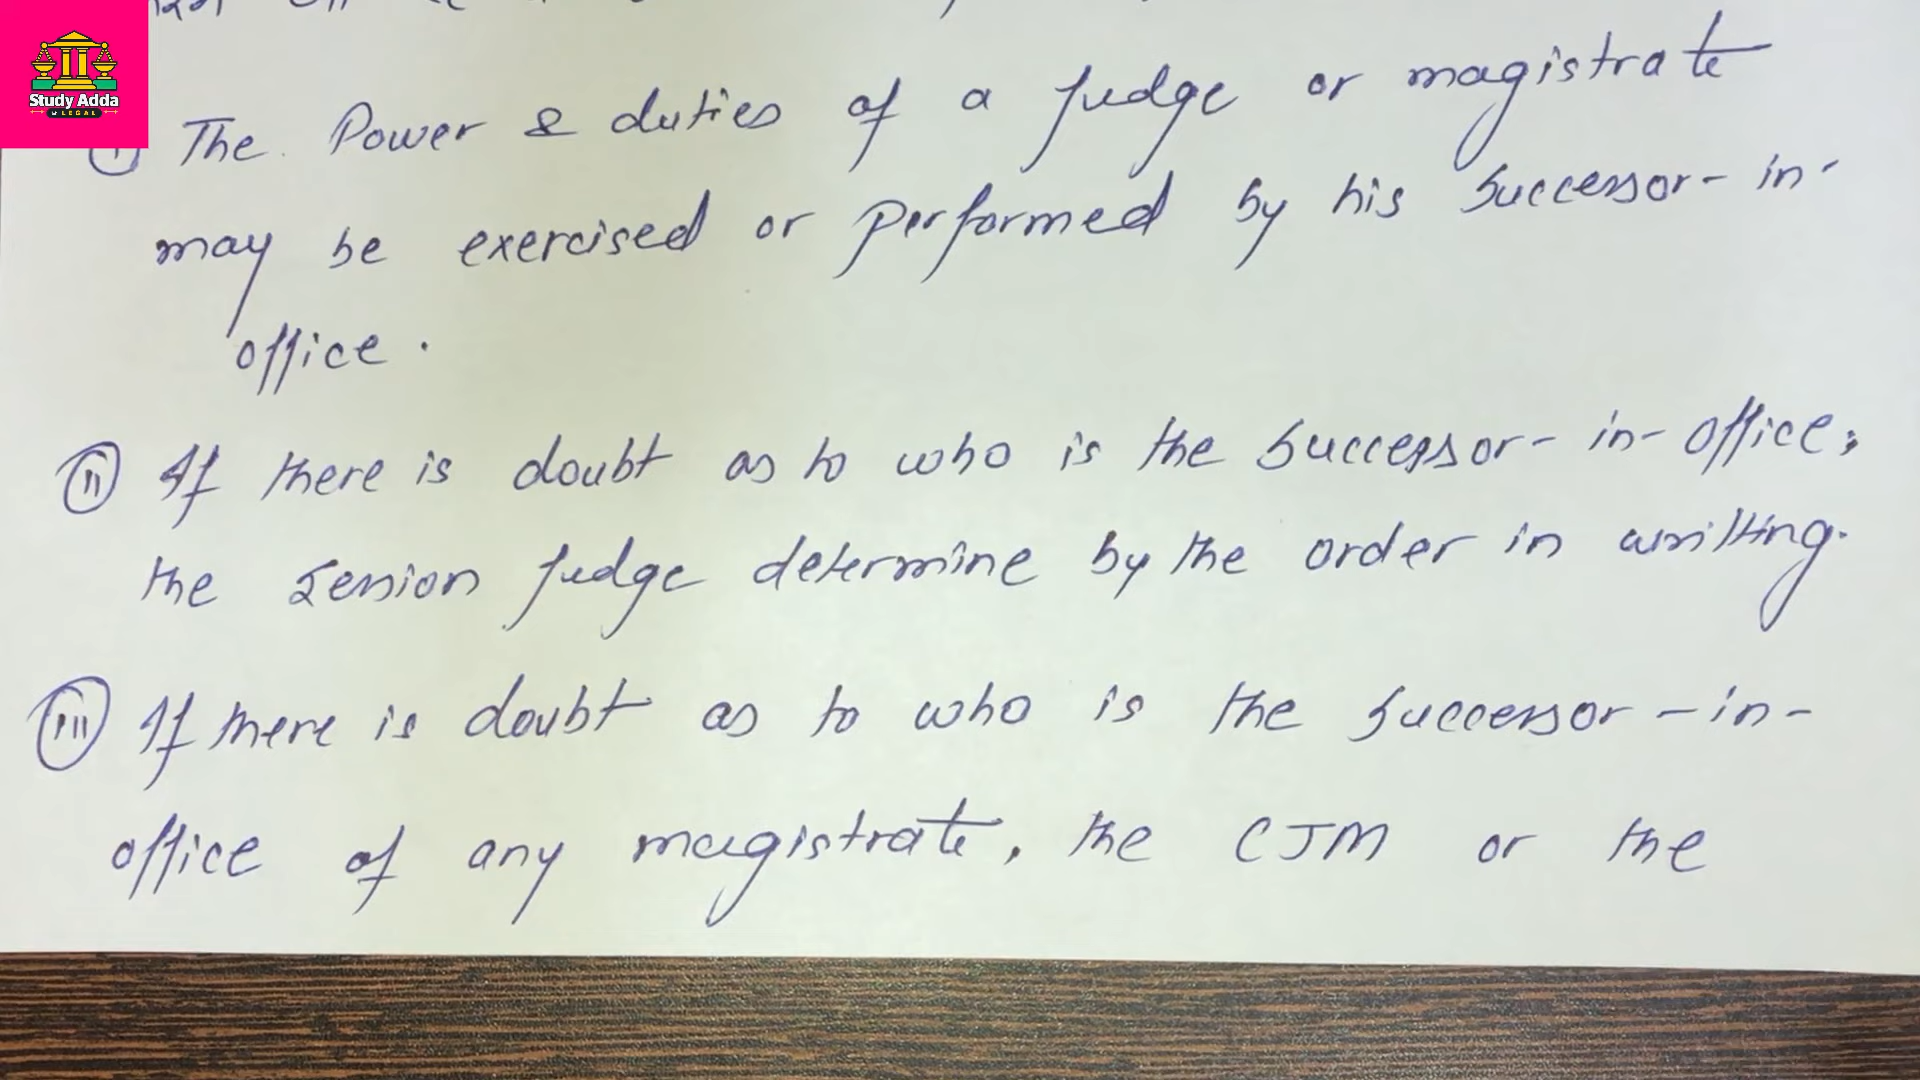 Study Adda
LEGAL
The Power & duties of a Judge or magistrate
may be exercised or performed by his Successor-in-
office.
(II) If there is doubt as to who is the Successor-in-office,
the Session Judge determine by the order in writting.
(III) If there is doubt as to who is the Successor-in-
office of any magistrate, the CJM or the